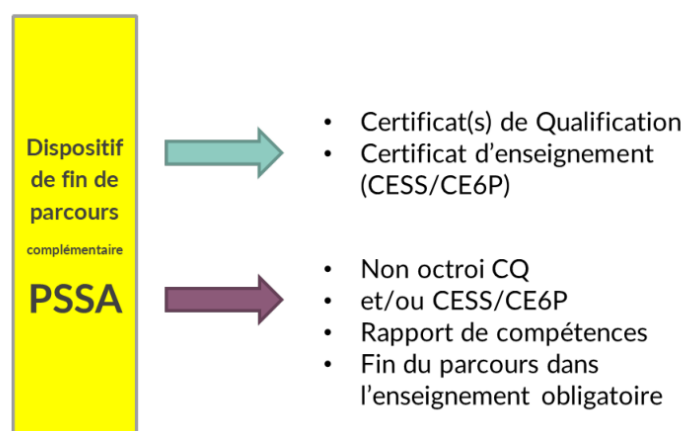 Dispositif
de fin de
parcours
complémentaire
PSSA
• Certificat(s) de Qualification
• Certificat d'enseignement
(CESS/CE6P)
• Non octroi CQ
• et/ou CESS/CE6P
• Rapport de compétences
• Fin du parcours dans
l'enseignement obligatoire